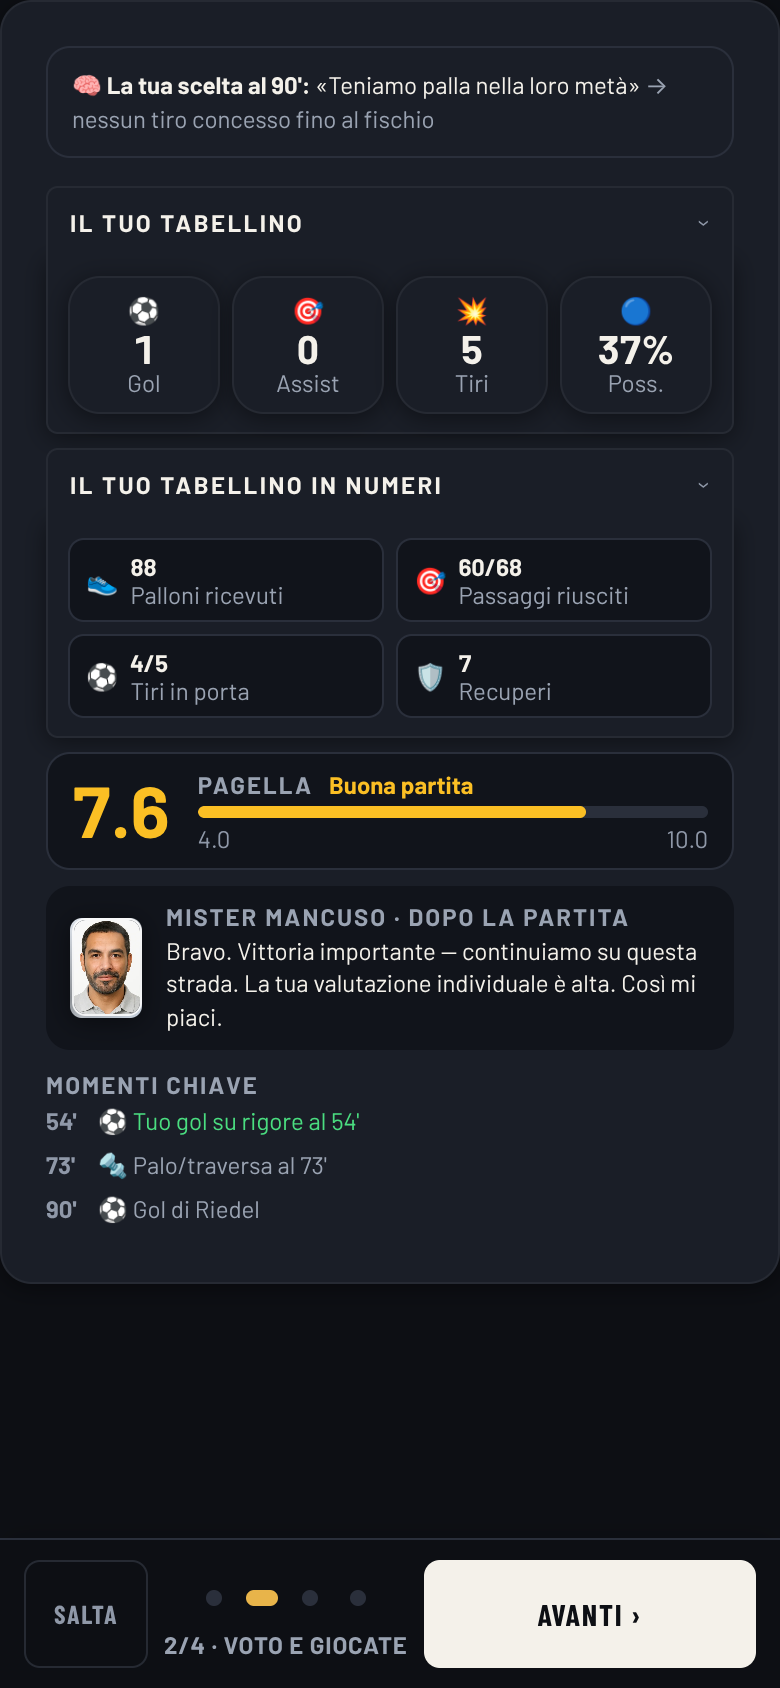 🧠 La tua scelta al 90': «Teniamo palla nella loro metà» →
nessun tiro concesso fino al fischio
IL TUO TABELLINO
1
Gol
0
Assist
5
Tiri
37%
Poss.
IL TUO TABELLINO IN NUMERI
88
Palloni ricevuti
60/68
Passaggi riusciti
4/5
Tiri in porta
7
Recuperi
7.6
PAGELLA Buona partita
4.0 10.0
MISTER MANCUSO · DOPO LA PARTITA
Bravo. Vittoria importante — continuiamo su questa
strada. La tua valutazione individuale è alta. Così mi
piaci.
MOMENTI CHIAVE
54' ⚽ Tuo gol su rigore al 54'
73' 🔩 Palo/traversa al 73'
90' ⚽ Gol di Riedel
SALTA
2/4 · VOTO E GIOCATE
AVANTI ›